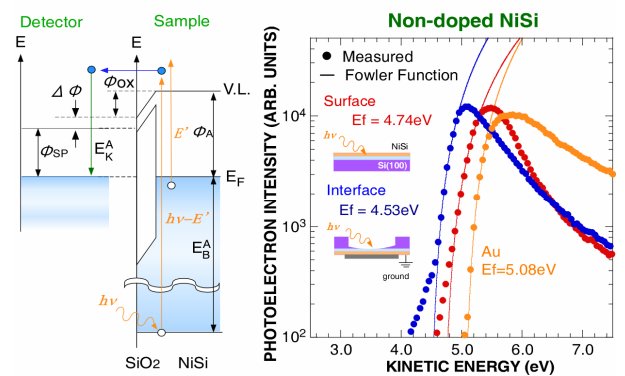 Detector
Sample
E
E
Φox
V.L.
Δ Φ
E'
ΦA
ΦSP
E_K^A
EF
hν−E'
E_B^A
hν
SiO2
NiSi
Non-doped NiSi
PHOTOELECTRON INTENSITY (ARB. UNITS)
10^4
10^3
10^2
Measured
Fowler Function
Surface
Ef = 4.74eV
hν
NiSi
Si(100)
Interface
Ef = 4.53eV
hν
ground
Au
Ef=5.08eV
3.0 4.0 5.0 6.0 7.0
KINETIC ENERGY (eV)